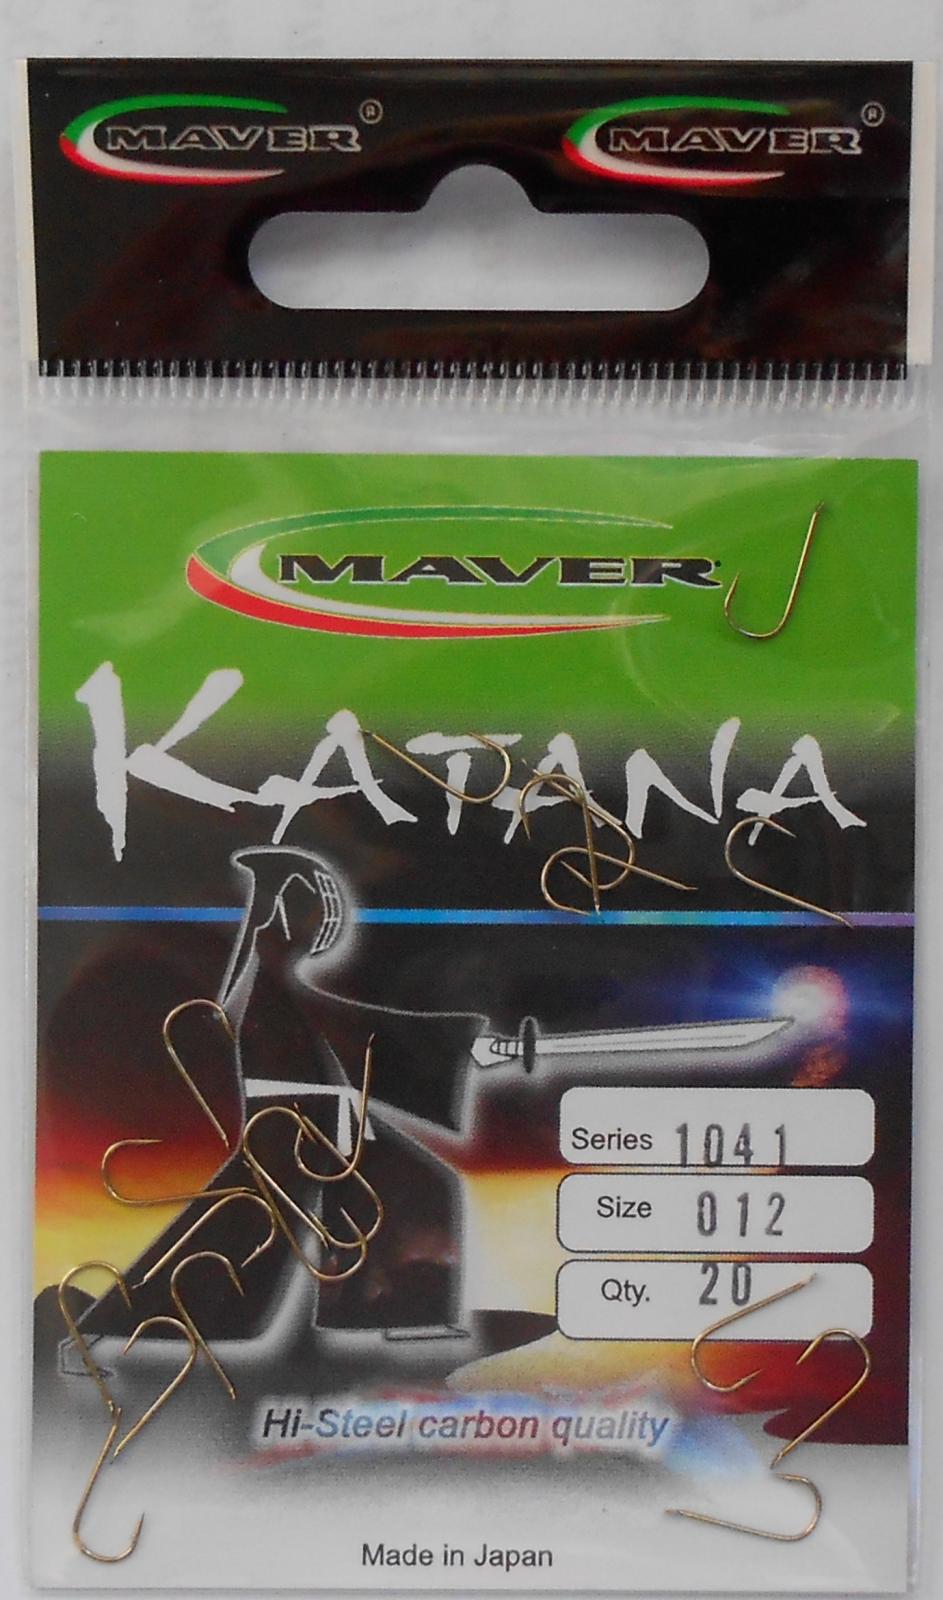 MAVER ® MAVER ®
MAVER
KATANA
Series 1041
Size 012
Qty. 20
Hi-Steel carbon quality
Made in Japan